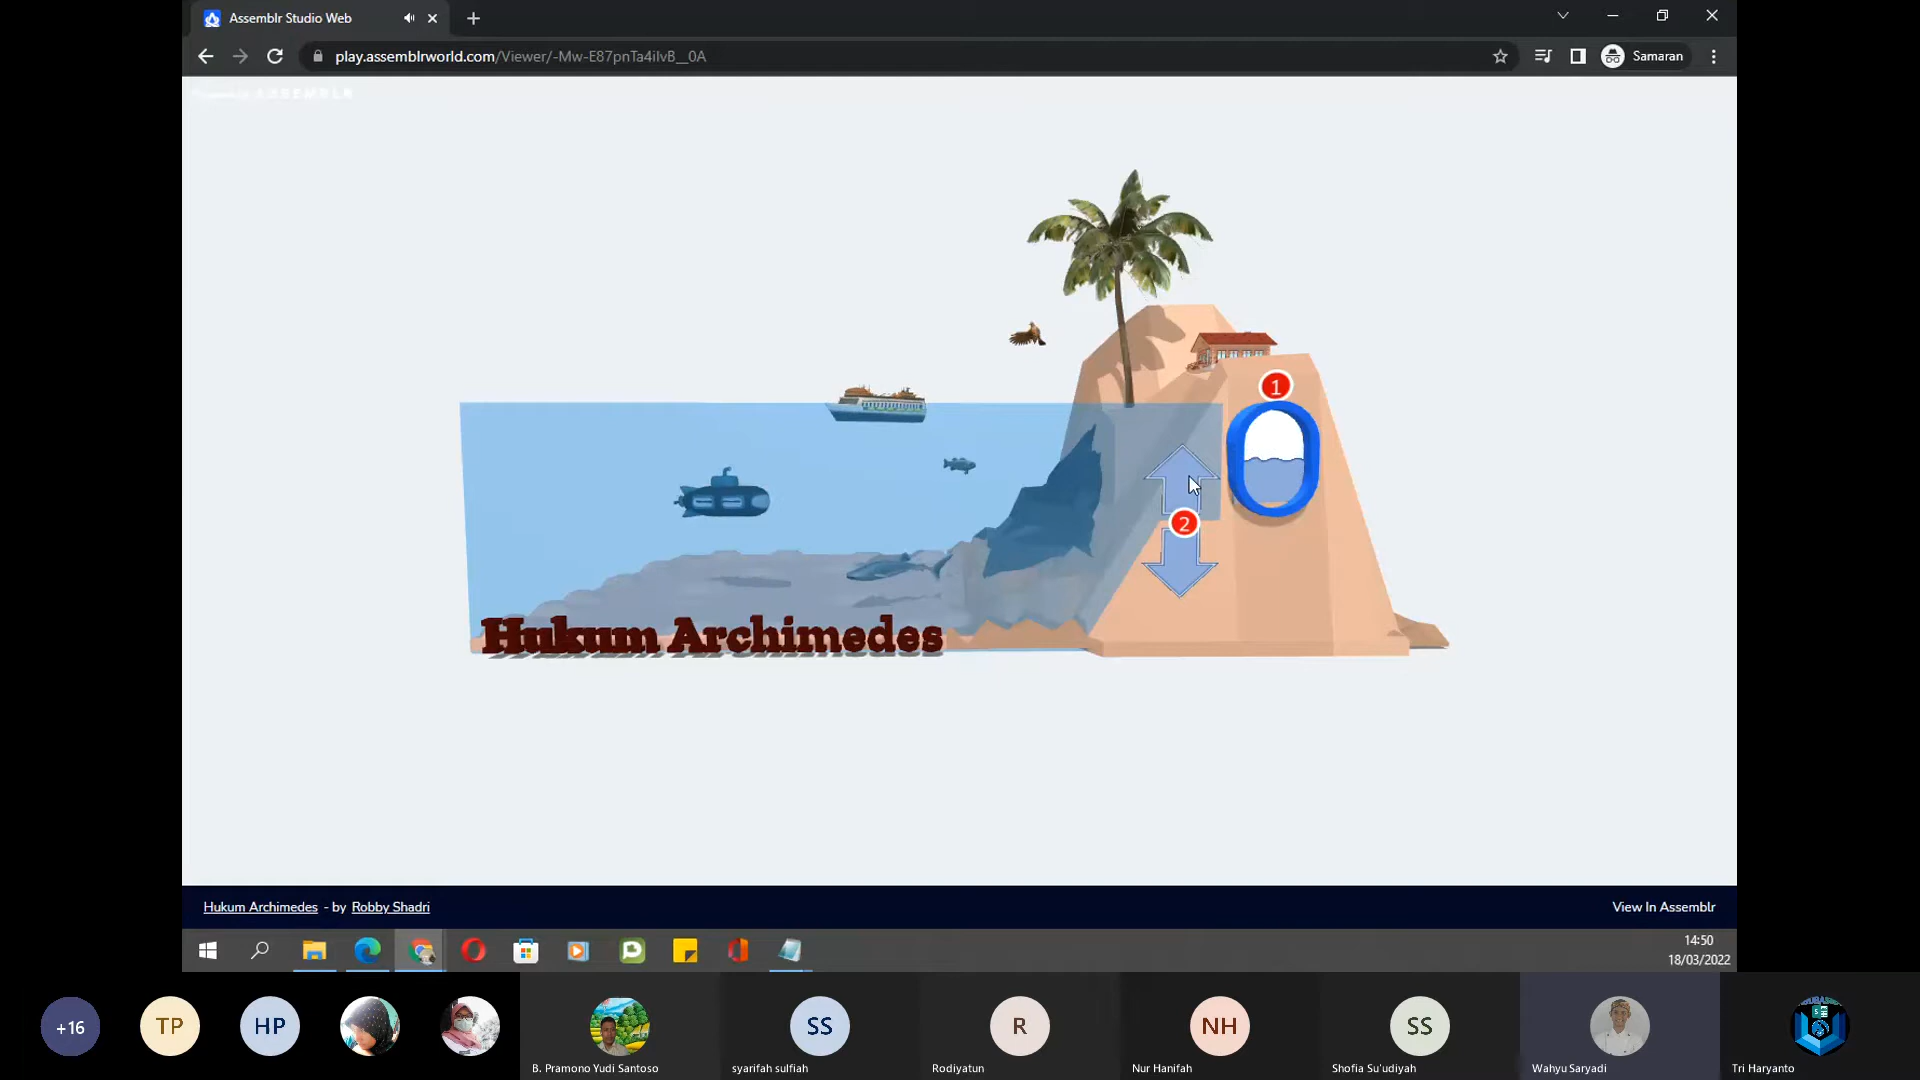 Assemblr Studio Web
play.assemblrworld.com/Viewer/-Mw-E87pnTa4ilvB__0A
Samaran
ASSEMBLR
1
2
Hukum Archimedes
Hukum Archimedes - by Robby Shadri
View In Assemblr
14:50
18/03/2022
+16
TP
HP
SS
R
NH
SS
B. Pramono Yudi Santoso
syarifah sulfiah
Rodiyatun
Nur Hanifah
Shofia Su'udiyah
Wahyu Saryadi
Tri Haryanto